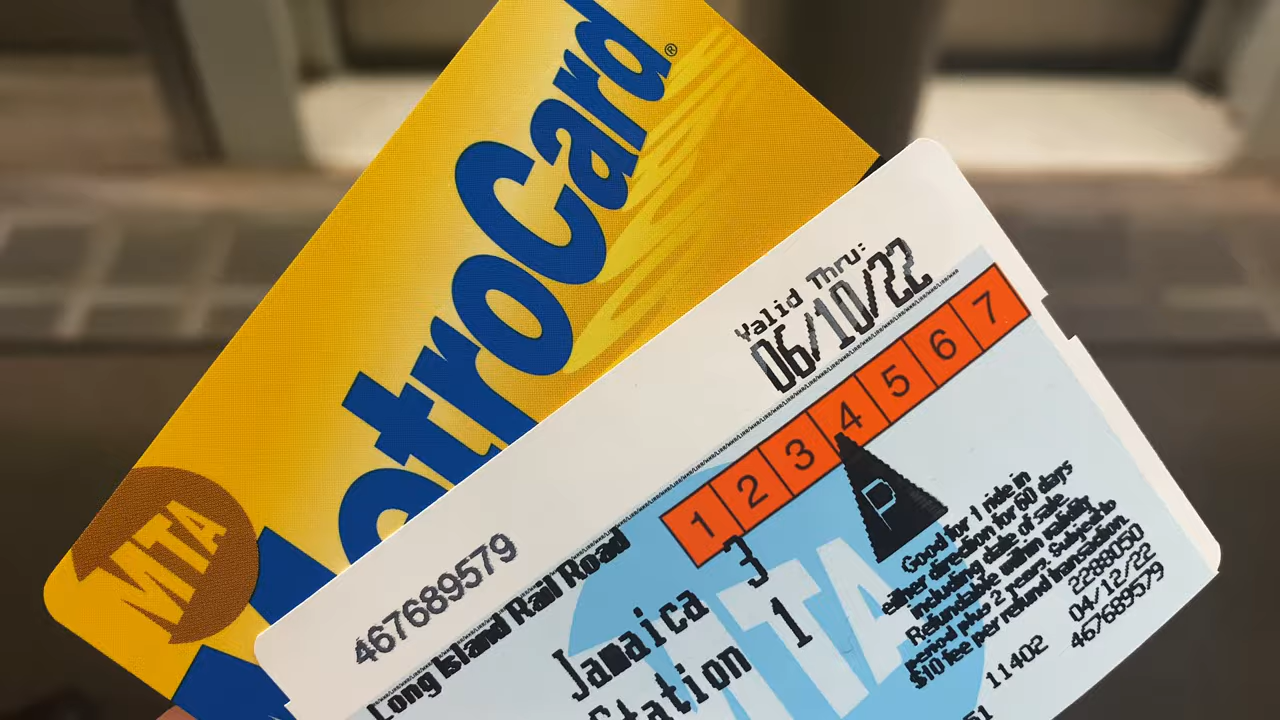 MetroCard®
MTA
Valid Thru:
06/10/22
1 2 3 4 5 6 7
P
467689579
Long Island Rail Road
Jamaica 3
Station 1
MTA
Good for 1 ride in
either direction for 60 days
including date of sale.
Refundable within validity
period plus 2 years. Subject to
$10 fee per refund transaction.
2288050
11402 04/12/22
467689579
51